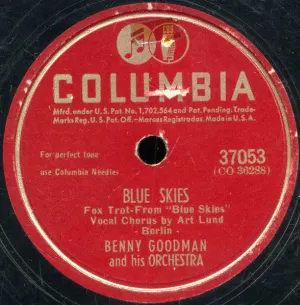 COLUMBIA
Mfrd. under U.S. Pat. No. 1,702,564 and Pat. Pending. Trade-
Marks Reg. U.S. Pat. Off.—Marcas Registradas. Made in U.S.A.
For perfect tone
use Columbia Needles
37053
(CO 36288)
BLUE SKIES
Fox Trot-From "Blue Skies"
Vocal Chorus by Art Lund
- Berlin -
BENNY GOODMAN
and his ORCHESTRA